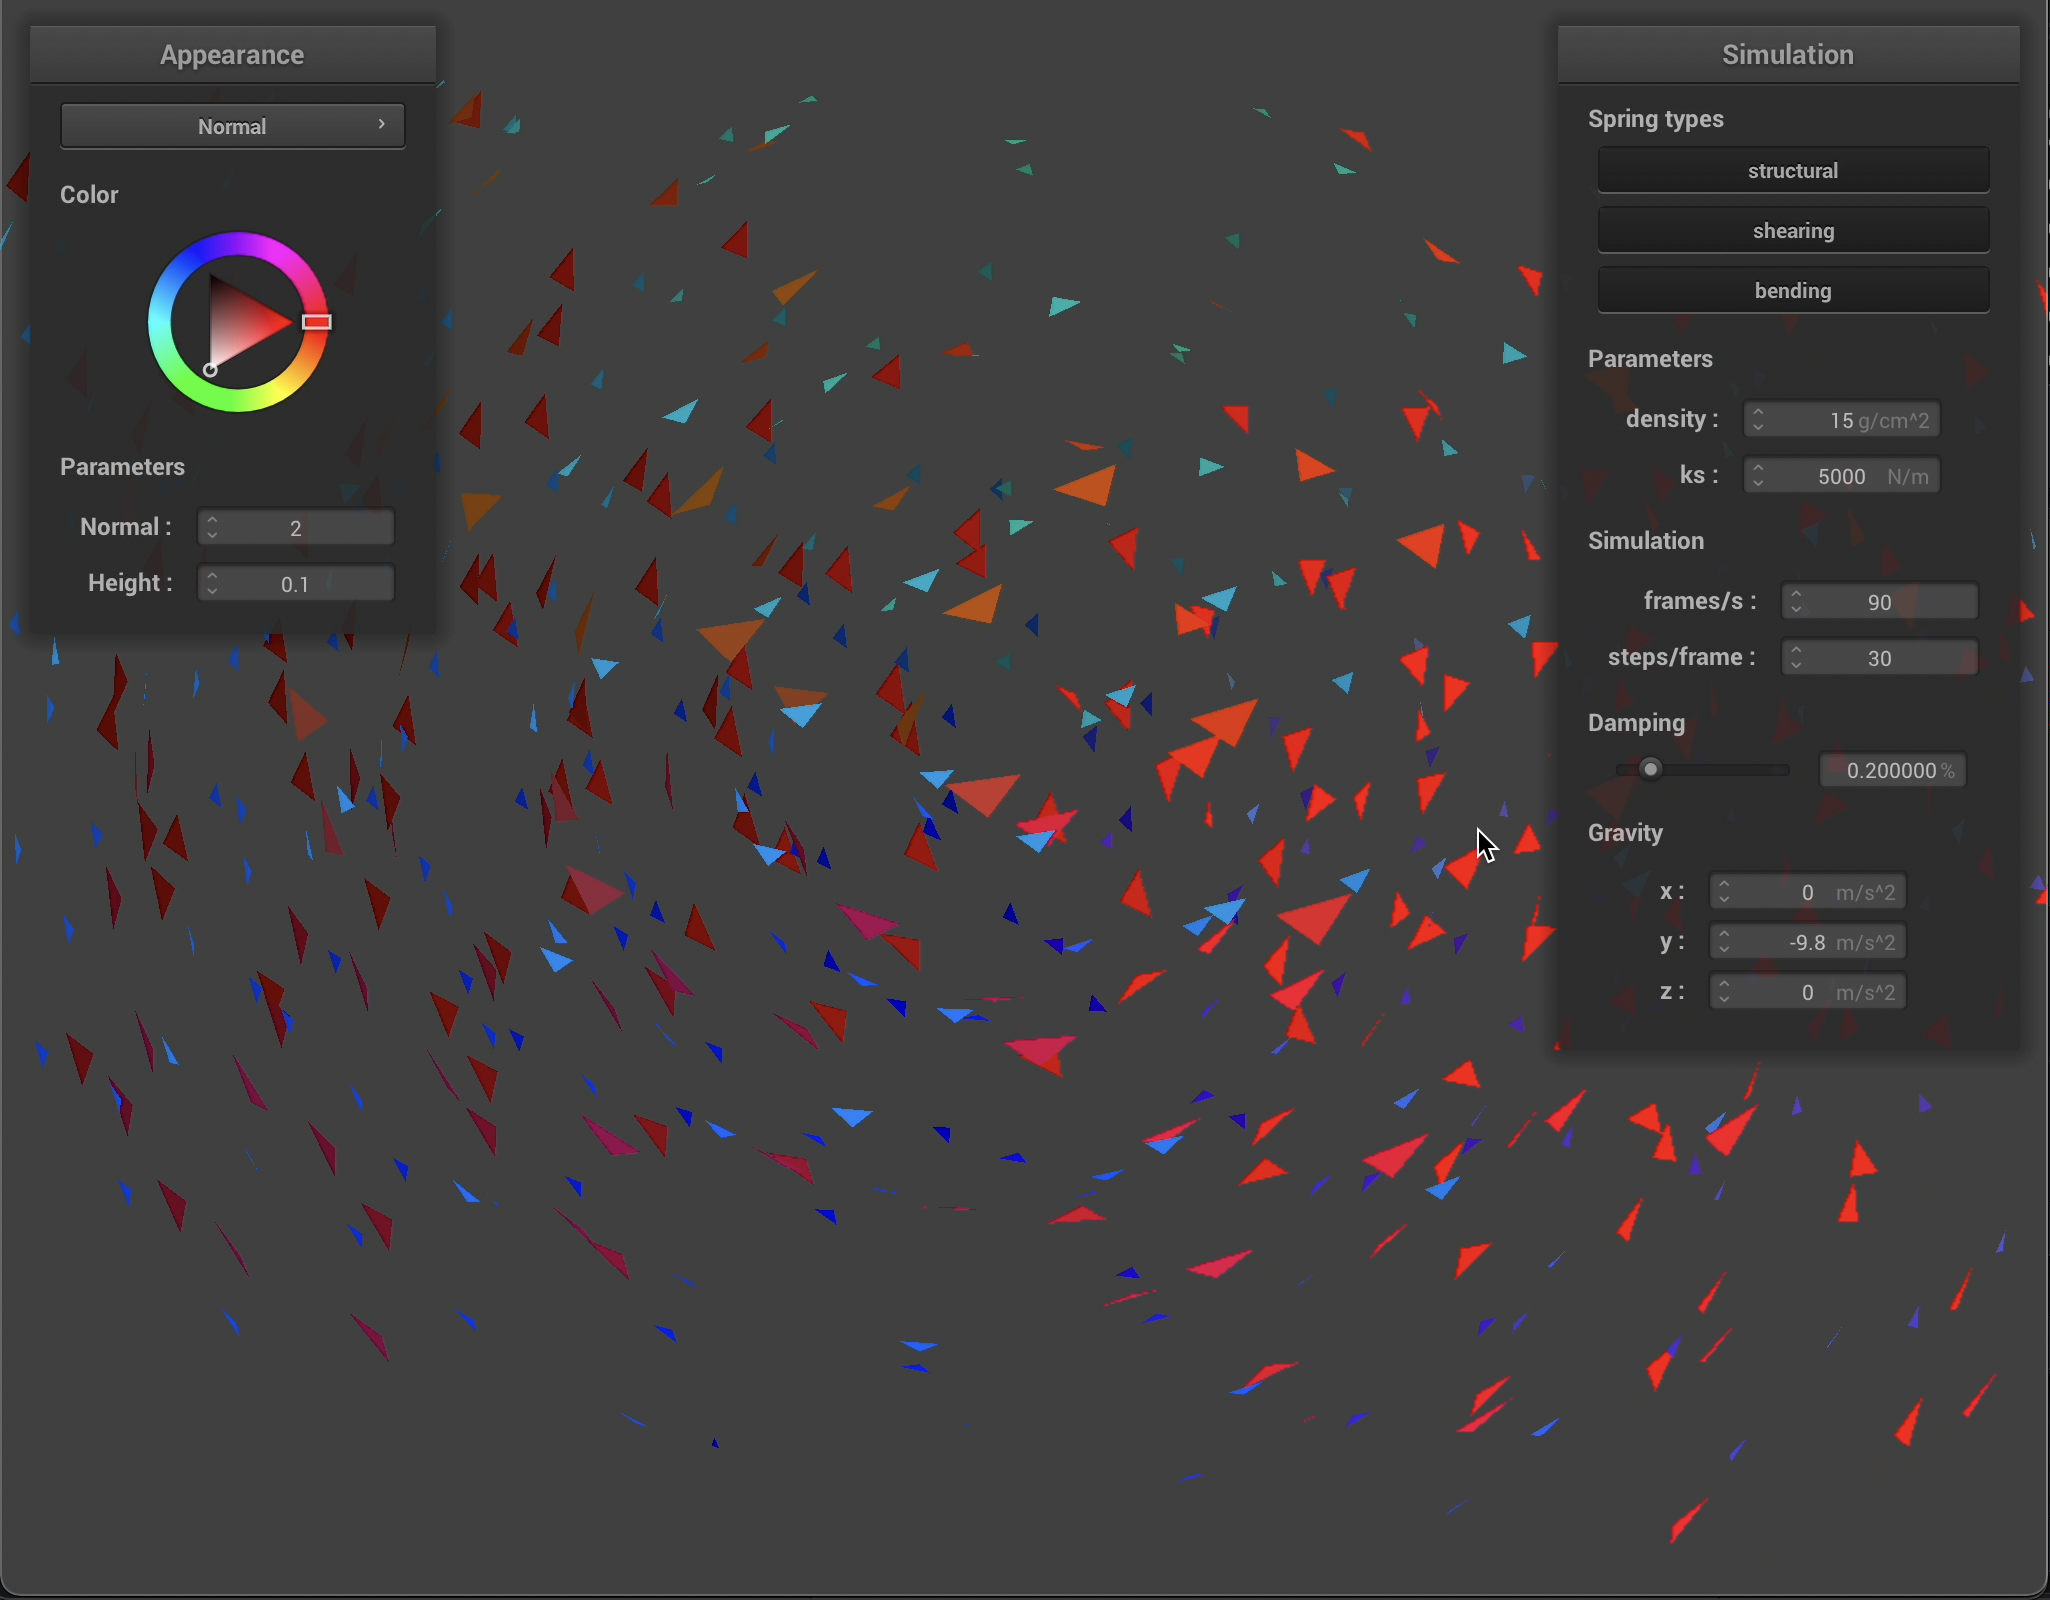 Appearance
Normal
Color
Parameters
Normal :
2
Height :
0.1
Simulation
Spring types
structural
shearing
bending
Parameters
density :
15 g/cm^2
ks :
5000 N/m
Simulation
frames/s :
90
steps/frame :
30
Damping
0.200000 %
Gravity
x :
0 m/s^2
y :
-9.8 m/s^2
z :
0 m/s^2